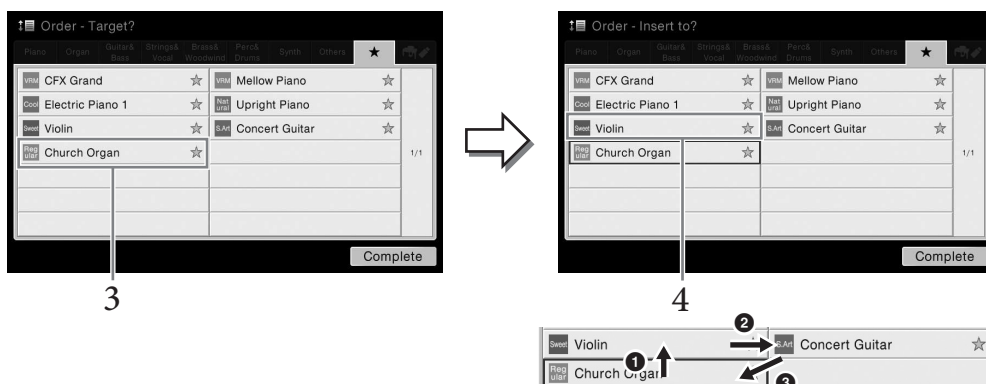 Order - Target?
Piano Organ Guitar& Bass Strings& Vocal Brass& Woodwind Perc& Drums Synth Others ★
VRM CFX Grand ☆ VRM Mellow Piano ☆
Cool Electric Piano 1 ☆ Natural Upright Piano ☆
Sweet Violin ☆ S.Art Concert Guitar ☆
Regular Church Organ ☆
1/1
Complete
3
Order - Insert to?
Piano Organ Guitar& Bass Strings& Vocal Brass& Woodwind Perc& Drums Synth Others ★
VRM CFX Grand ☆ VRM Mellow Piano ☆
Cool Electric Piano 1 ☆ Natural Upright Piano ☆
Sweet Violin ☆ S.Art Concert Guitar ☆
Regular Church Organ ☆
1/1
Complete
4
Sweet Violin ❷ S.Art Concert Guitar ☆
Regular Church Organ ❶ ❸